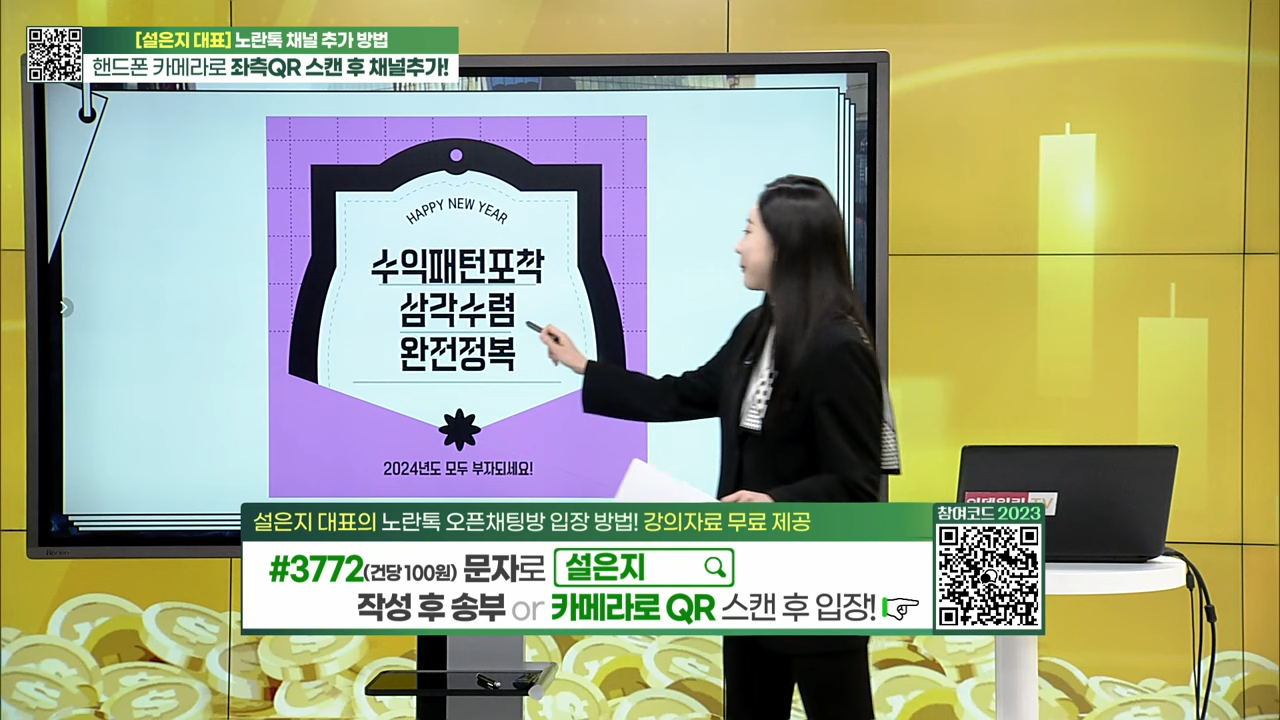 [설은지 대표] 노란톡 채널 추가 방법
핸드폰 카메라로 좌측QR 스캔 후 채널추가!
HAPPY NEW YEAR
수익패턴포착
삼각수렴
완전정복
2024년도 모두 부자되세요!
이데일리 TV
설은지 대표의 노란톡 오픈채팅방 입장 방법! 강의자료 무료 제공
참여코드 2023
#3772(건당 100원) 문자로 설은지
작성 후 송부 or 카메라로 QR 스캔 후 입장!